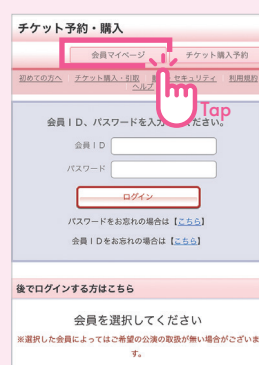 チケット予約・購入
会員マイページ
チケット購入予約
初めての方へ
チケット購入・引取
セキュリティ
利用規約
ヘルプ
Tap
会員ID、パスワードを入力 ください。
会員ID
パスワード
ログイン
パスワードをお忘れの場合は【こちら】
会員IDをお忘れの場合は【こちら】
後でログインする方はこちら
会員を選択してください
※選択した会員によってはご希望の公演の取扱が無い場合がございま
す。